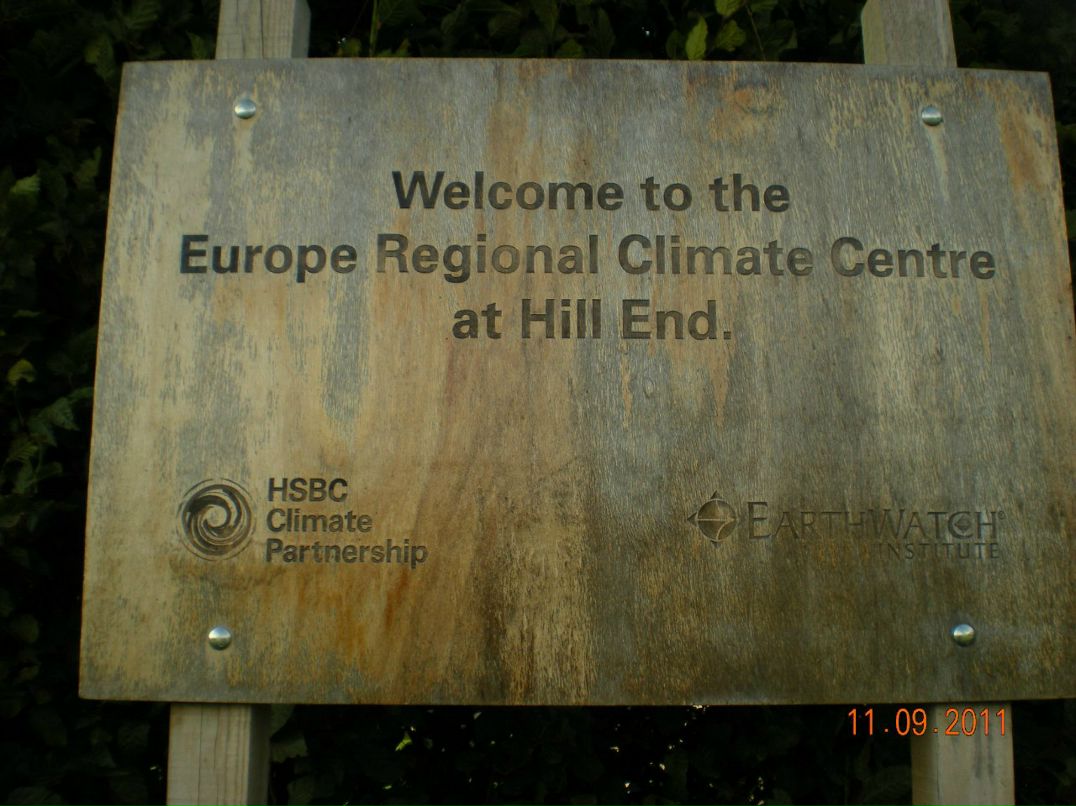 Welcome to the
Europe Regional Climate Centre
at Hill End.
HSBC
Climate
Partnership
EARTHWATCH®
INSTITUTE
11.09.2011